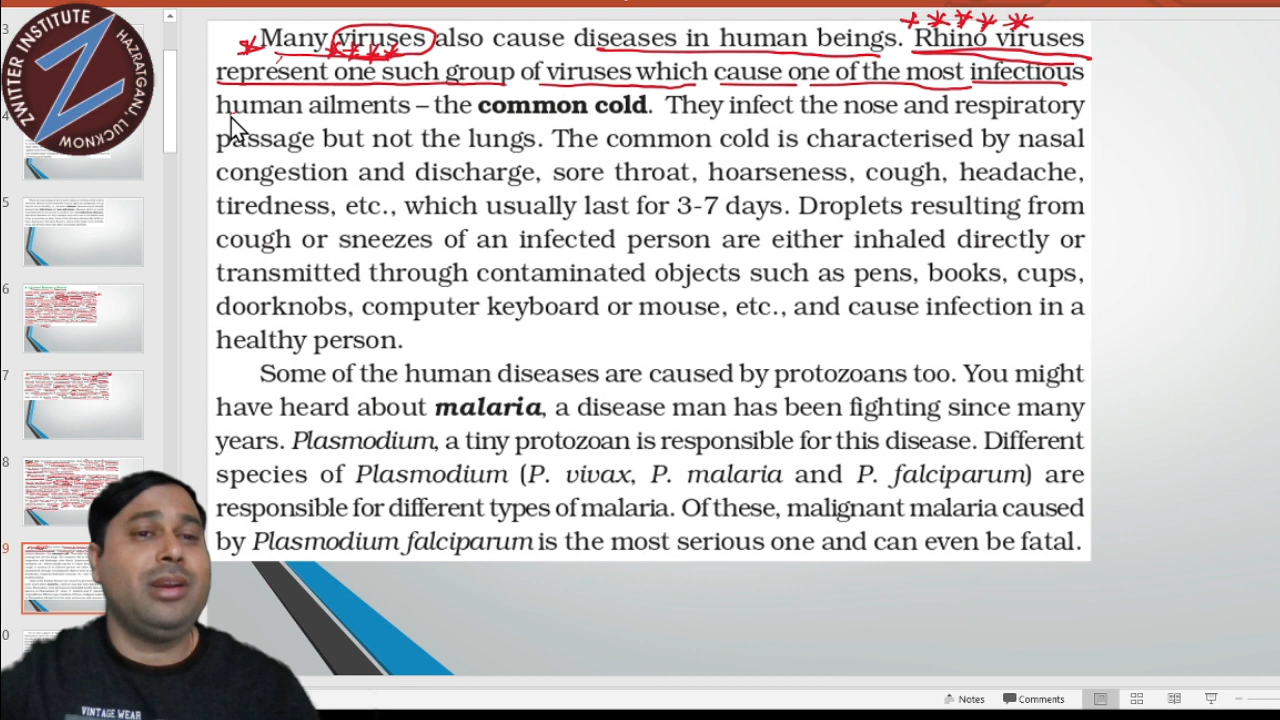 ZWITTER INSTITUTE
HAZRATGANJ, LUCKNOW
Many viruses also cause diseases in human beings. Rhino viruses
represent one such group of viruses which cause one of the most infectious
human ailments – the common cold. They infect the nose and respiratory
passage but not the lungs. The common cold is characterised by nasal
congestion and discharge, sore throat, hoarseness, cough, headache,
tiredness, etc., which usually last for 3-7 days. Droplets resulting from
cough or sneezes of an infected person are either inhaled directly or
transmitted through contaminated objects such as pens, books, cups,
doorknobs, computer keyboard or mouse, etc., and cause infection in a
healthy person.
Some of the human diseases are caused by protozoans too. You might
have heard about malaria, a disease man has been fighting since many
years. Plasmodium, a tiny protozoan is responsible for this disease. Different
species of Plasmodium (P. vivax, P. malaria and P. falciparum) are
responsible for different types of malaria. Of these, malignant malaria caused
by Plasmodium falciparum is the most serious one and can even be fatal.
3
4
5
6
7
8
9
0
VINTAGE WEAR
Notes
Comments